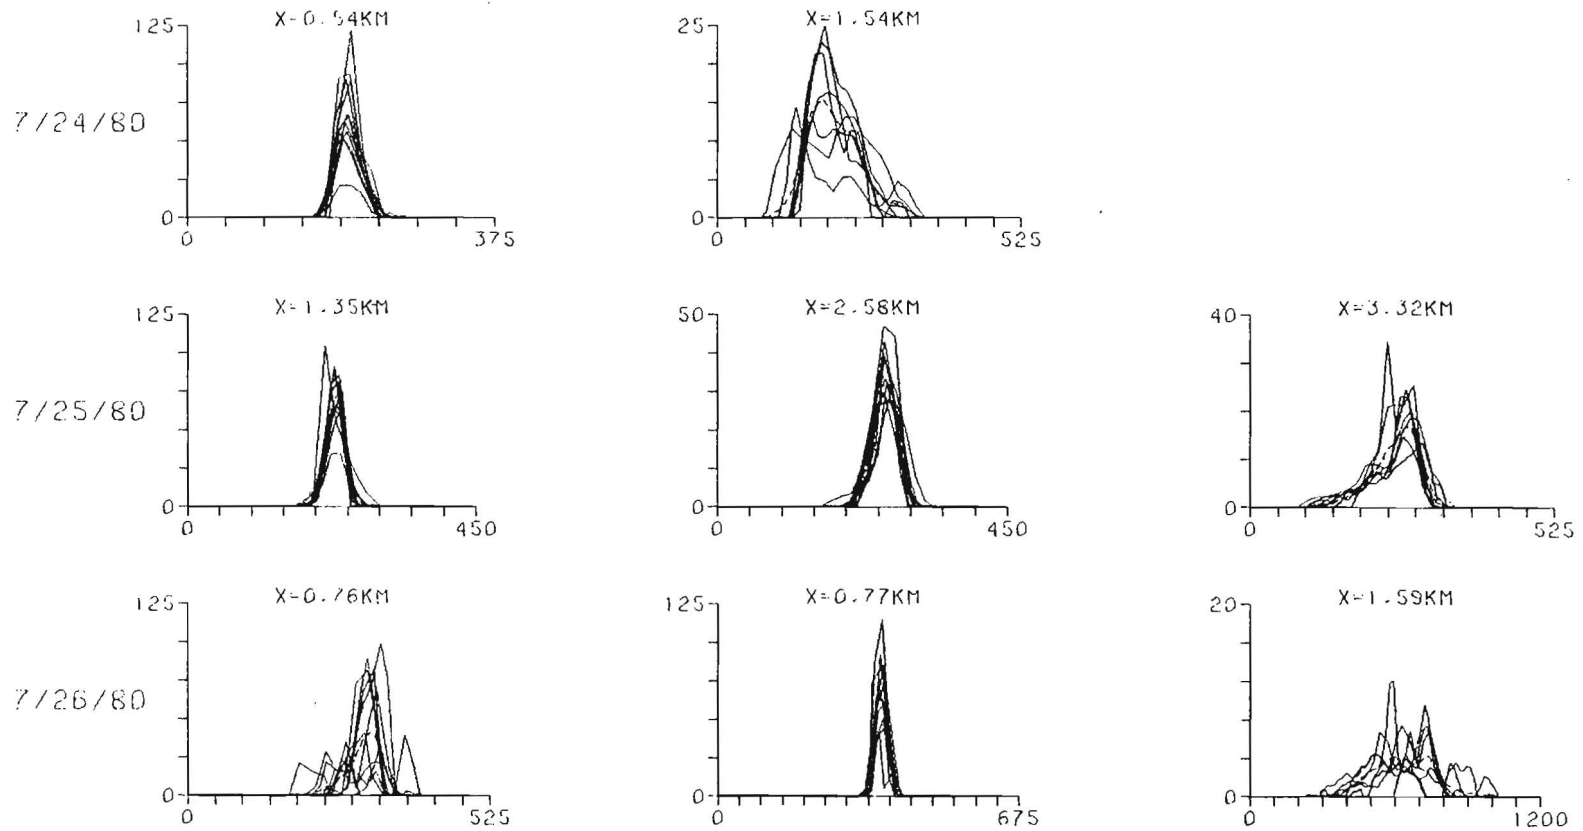 125 X=0.54KM 25 X=1.54KM
7/24/80
0 0
0 375 0 525
125 X=1.35KM 50 X=2.58KM 40 X=3.32KM
7/25/80
0 0 0
0 450 0 450 0 525
125 X=0.76KM 125 X=0.77KM 20 X=1.59KM
7/26/80
0 0 0
0 525 0 675 0 1200